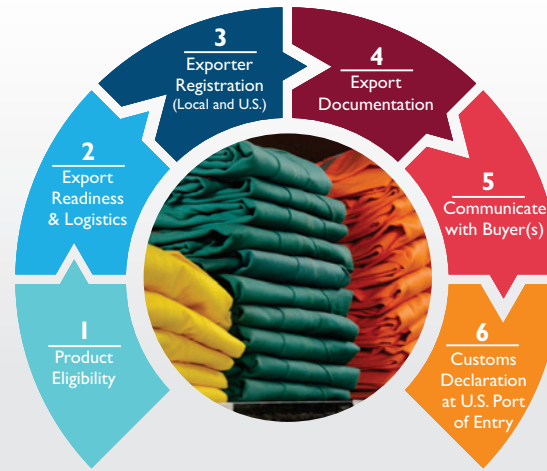 1
Product
Eligibility
2
Export
Readiness
& Logistics
3
Exporter
Registration
(Local and U.S.)
4
Export
Documentation
5
Communicate
with Buyer(s)
6
Customs
Declaration
at U.S. Port
of Entry